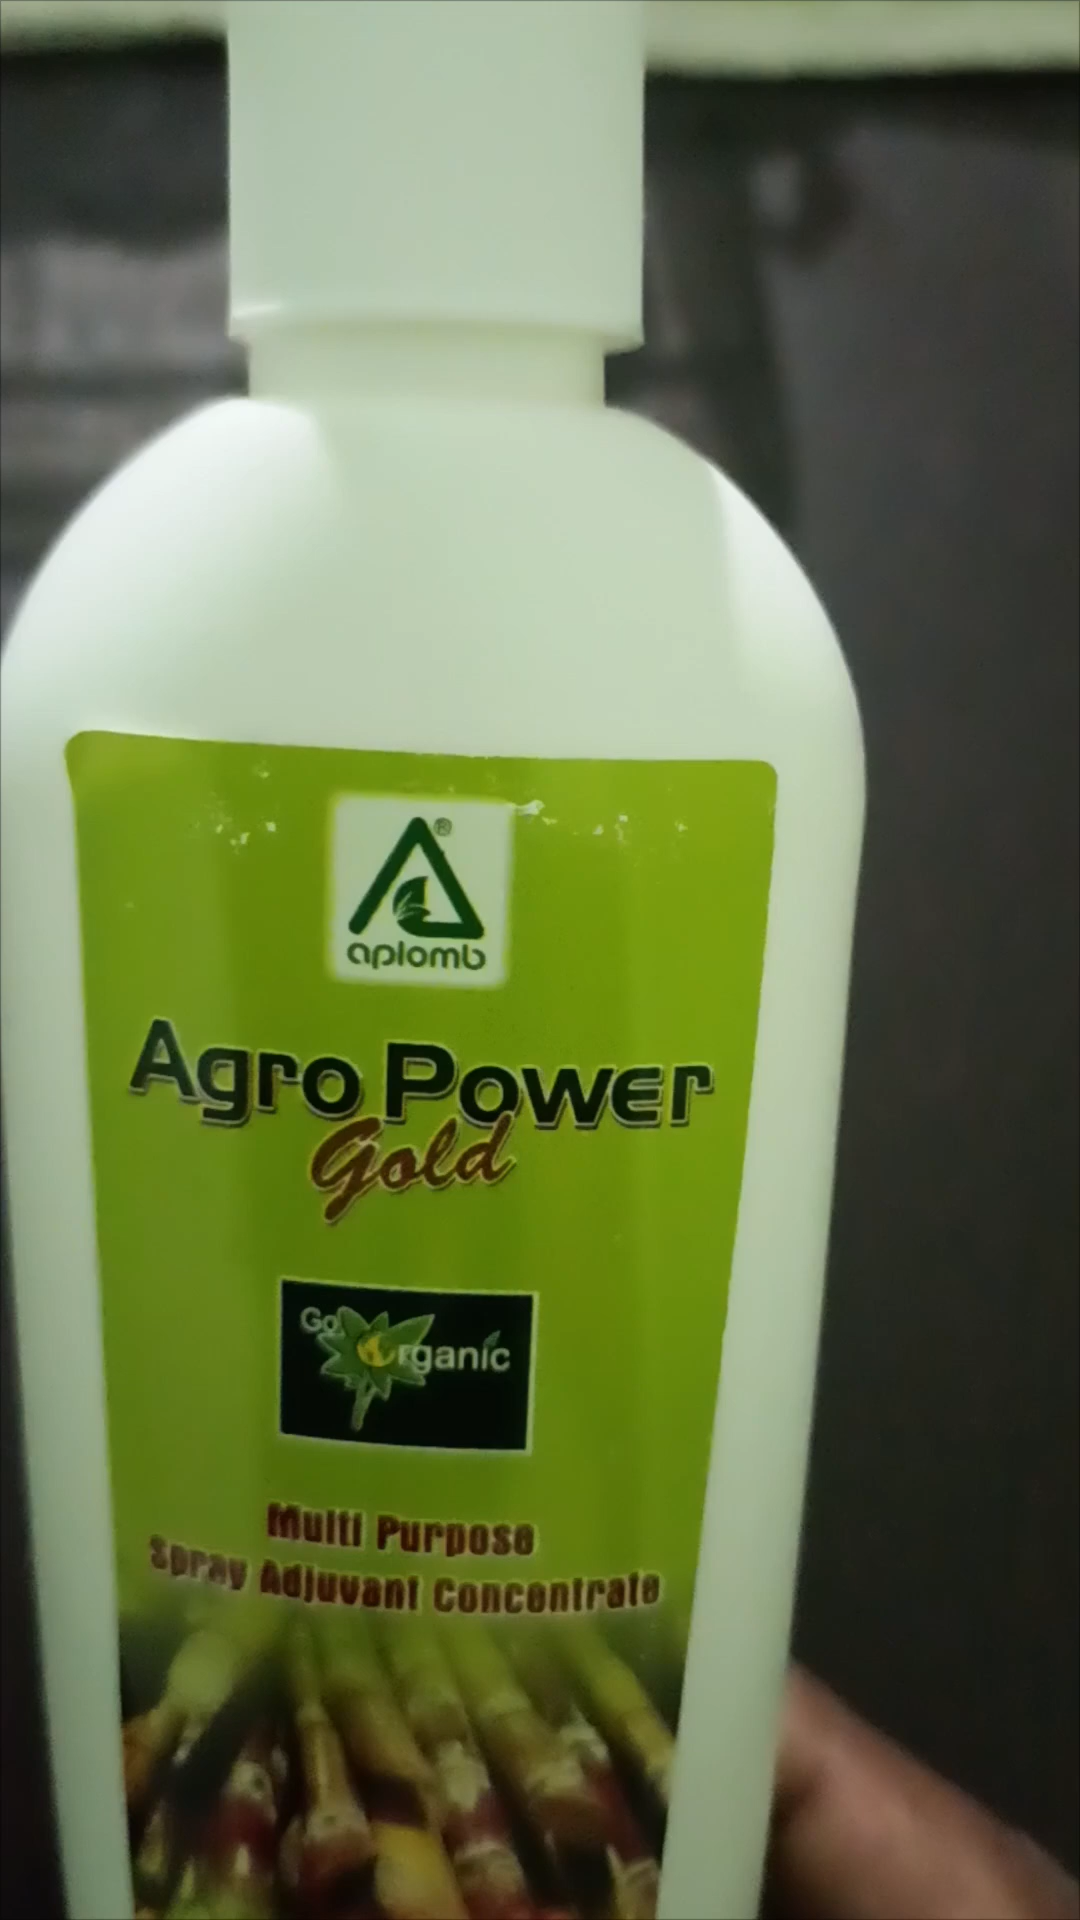 ®
aplomb
Agro Power
Gold
Go Organic
Multi Purpose
Spray Adjuvant Concentrate